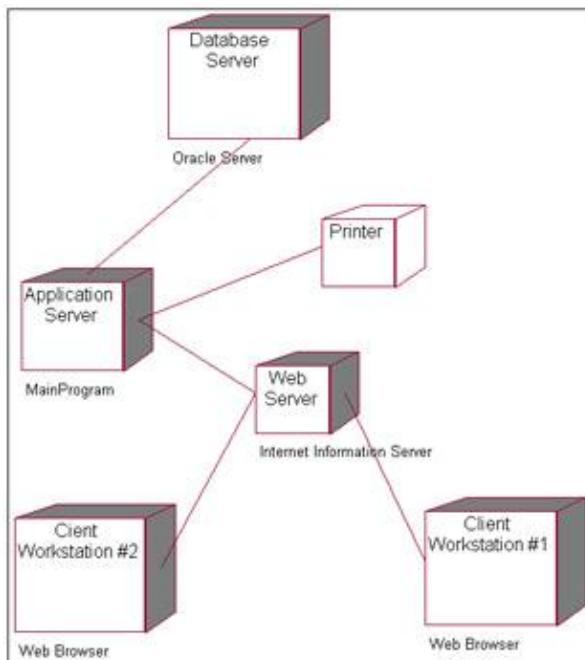 Database
Server
Oracle Server
Printer
Application
Server
MainProgram
Web
Server
Internet Information Server
Cient
Workstation #2
Web Browser
Client
Workstation #1
Web Browser